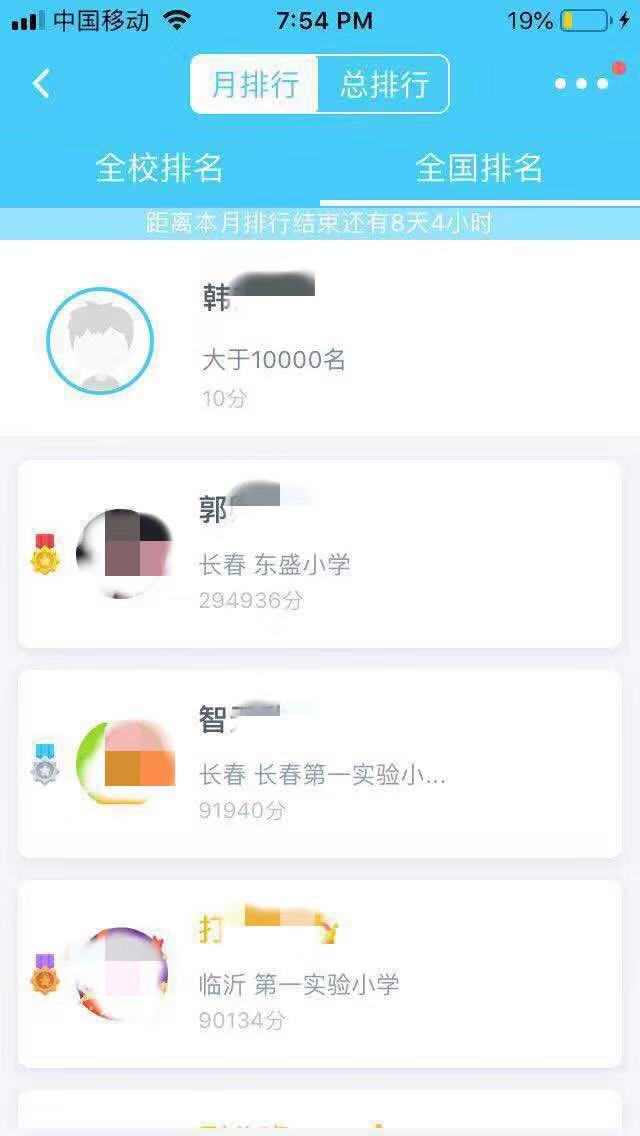 中国移动 7:54 PM 19%
月排行 总排行
全校排名 全国排名
距离本月排行结束还有8天4小时
韩
大于10000名
10分
郭
长春 东盛小学
294936分
智
长春 长春第一实验小...
91940分
打
临沂 第一实验小学
90134分